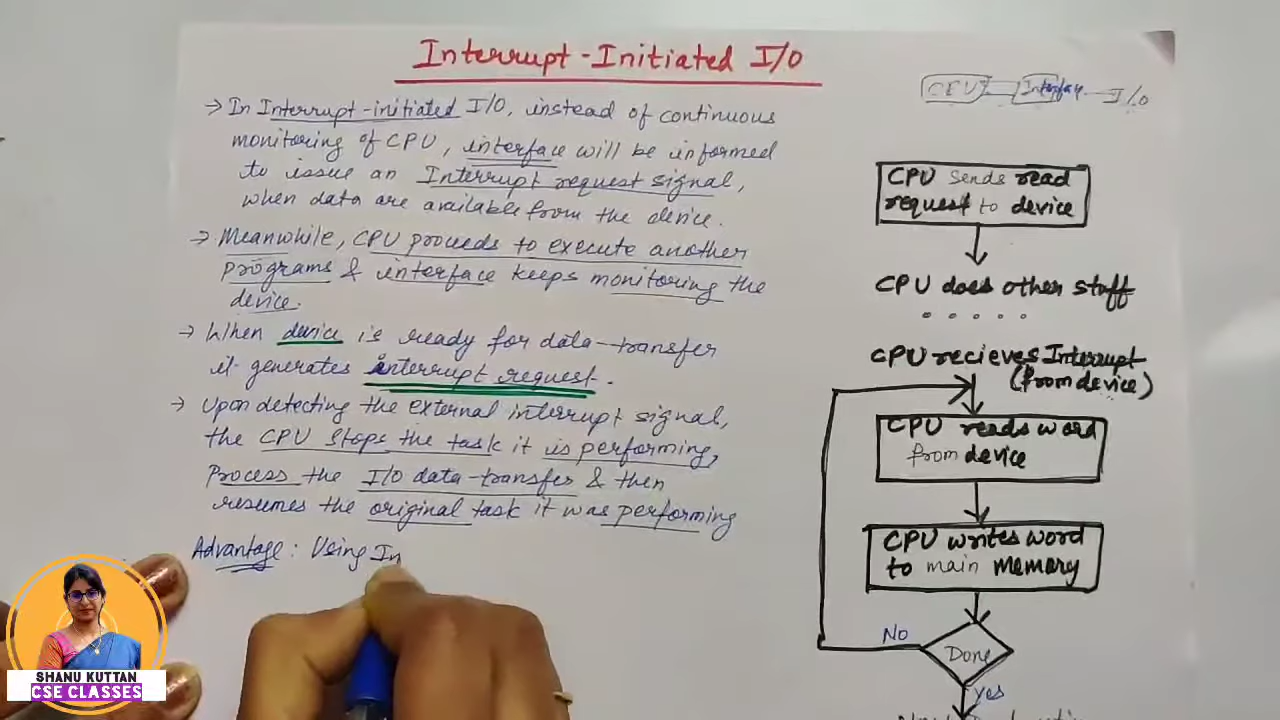 Interrupt-Initiated I/O
→ In Interrupt-initiated I/O, instead of continuous
monitoring of CPU, interface will be informed
to issue an Interrupt request signal,
when data are available from the device.
→ Meanwhile, CPU proceeds to execute another
programs & interface keeps monitoring the
device.
→ When device is ready for data-transfer
it generates interrupt request.
→ Upon detecting the external interrupt signal,
the CPU stops the task it is performing,
Process the I/O data-transfer & then
resumes the original task it was performing
Advantage: Using In
CPU Interface I/O
CPU sends read
request to device
CPU does other stuff
. . . . .
CPU recieves Interrupt
(from device)
CPU reads word
from device
CPU writes word
to main Memory
Done
No
yes
SHANU KUTTAN
CSE CLASSES